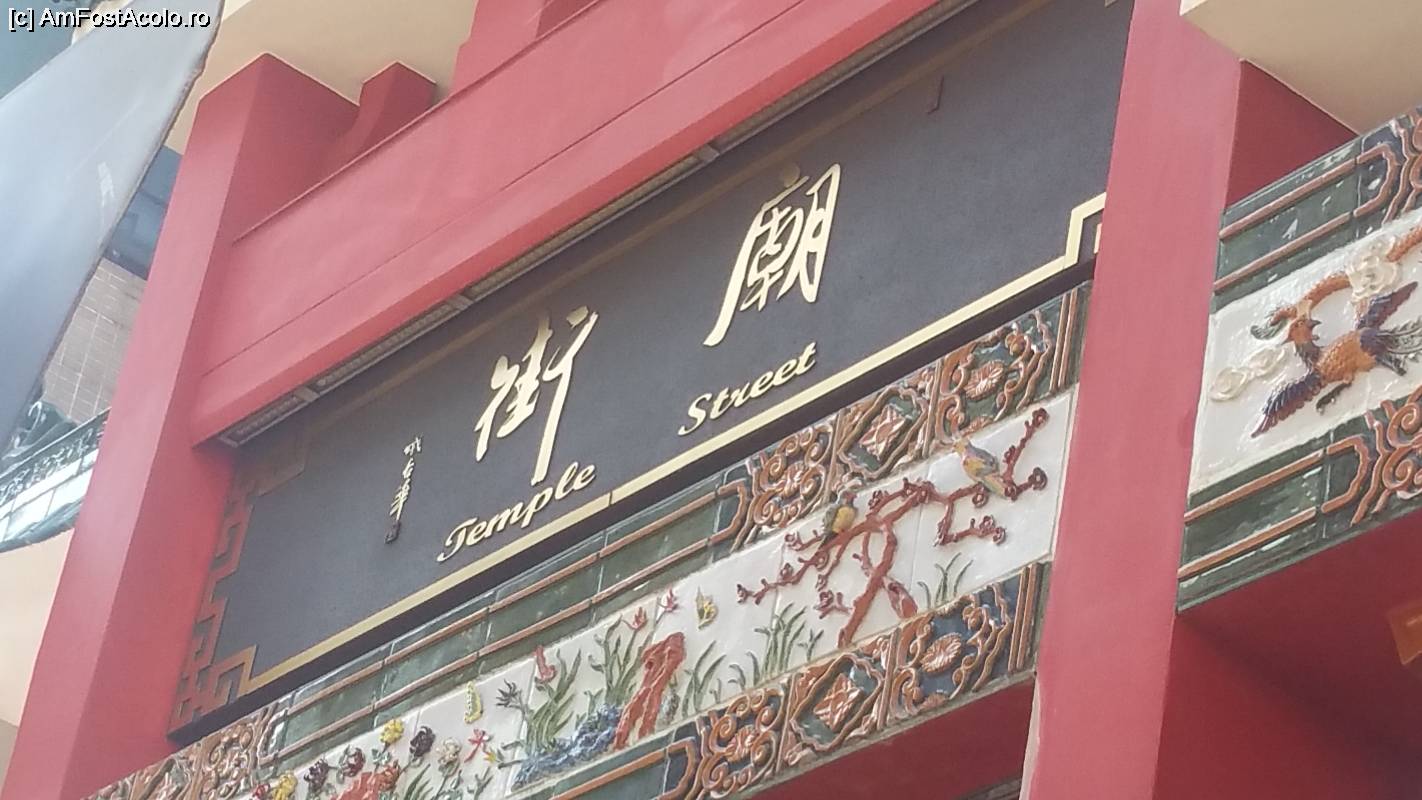 [c] AmFostAcolo.ro
廟街
Temple Street